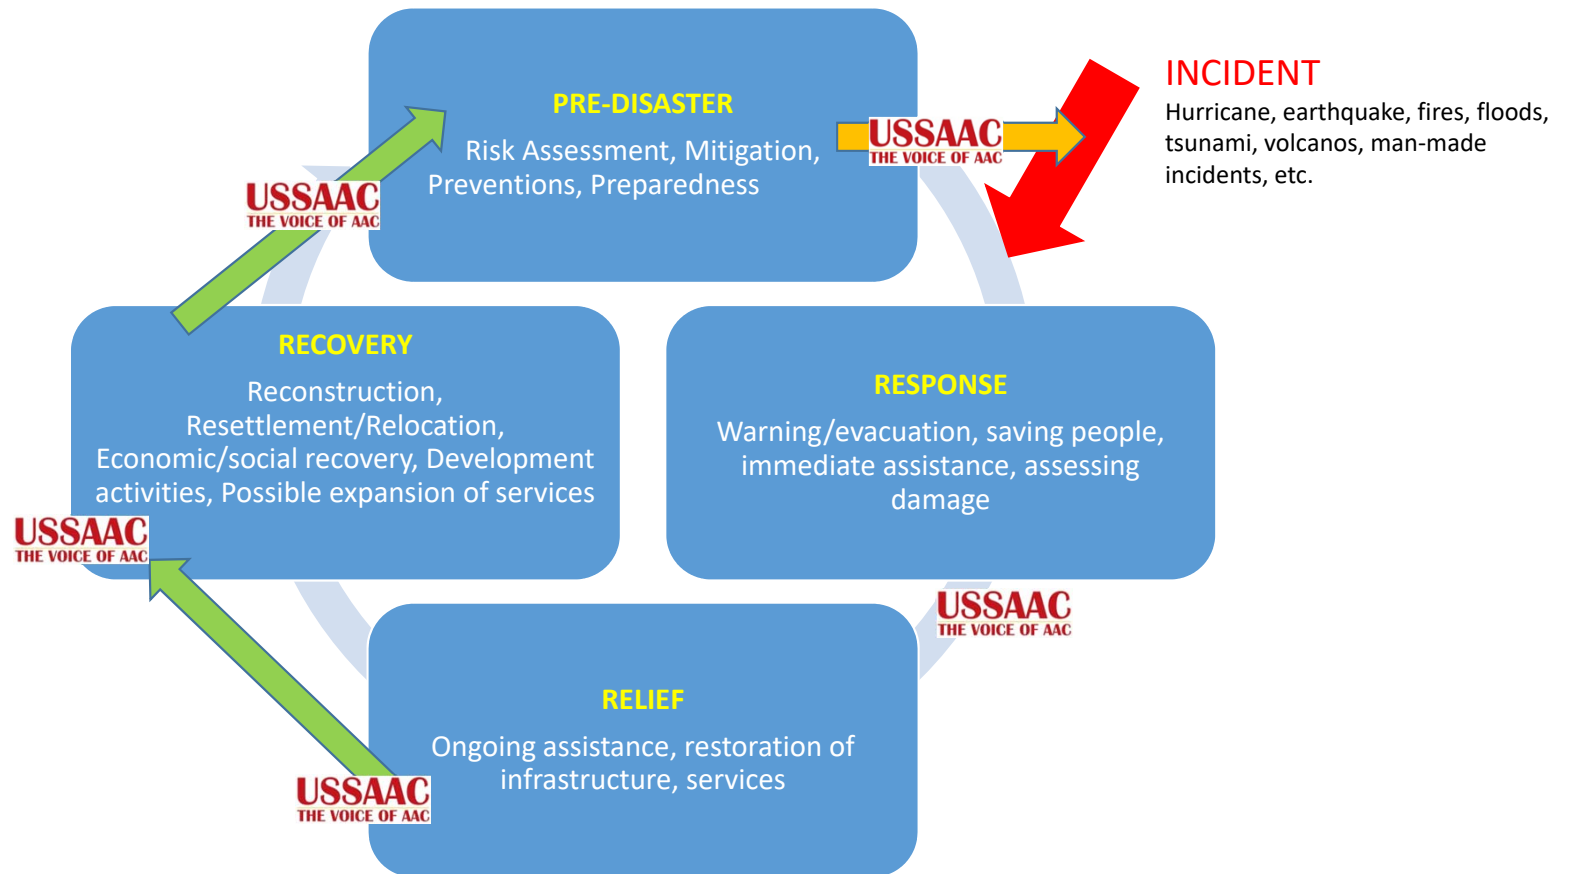 PRE-DISASTER
Risk Assessment, Mitigation,
Preventions, Preparedness
USSAAC
THE VOICE OF AAC
INCIDENT
Hurricane, earthquake, fires, floods,
tsunami, volcanos, man-made
incidents, etc.
USSAAC
THE VOICE OF AAC
RECOVERY
Reconstruction,
Resettlement/Relocation,
Economic/social recovery, Development
activities, Possible expansion of services
USSAAC
THE VOICE OF AAC
RESPONSE
Warning/evacuation, saving people,
immediate assistance, assessing
damage
USSAAC
THE VOICE OF AAC
RELIEF
Ongoing assistance, restoration of
infrastructure, services
USSAAC
THE VOICE OF AAC